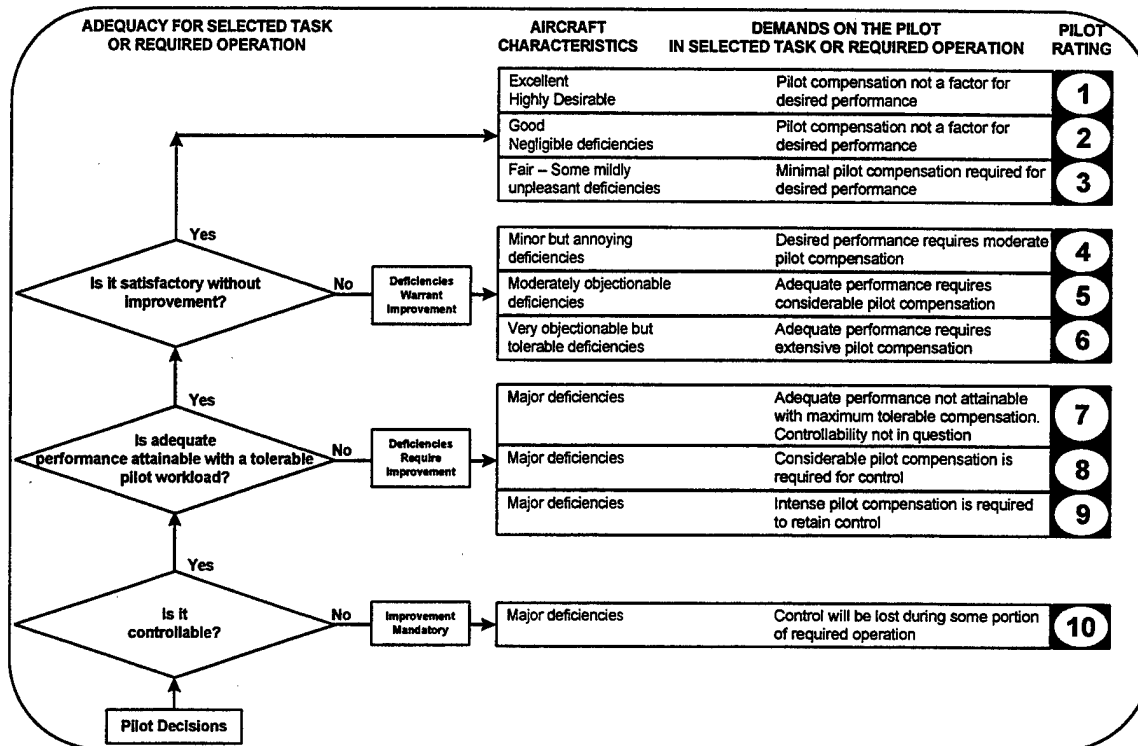 ADEQUACY FOR SELECTED TASK
OR REQUIRED OPERATION
AIRCRAFT
CHARACTERISTICS
DEMANDS ON THE PILOT
IN SELECTED TASK OR REQUIRED OPERATION
PILOT
RATING
Excellent
Highly Desirable
Pilot compensation not a factor for
desired performance
1
Good
Negligible deficiencies
Pilot compensation not a factor for
desired performance
2
Fair – Some mildly
unpleasant deficiencies
Minimal pilot compensation required for
desired performance
3
Yes
Is it satisfactory without
improvement?
No
Deficiencies
Warrant
Improvement
Minor but annoying
deficiencies
Desired performance requires moderate
pilot compensation
4
Moderately objectionable
deficiencies
Adequate performance requires
considerable pilot compensation
5
Very objectionable but
tolerable deficiencies
Adequate performance requires
extensive pilot compensation
6
Yes
Is adequate
performance attainable with a tolerable
pilot workload?
No
Deficiencies
Require
Improvement
Major deficiencies
Adequate performance not attainable
with maximum tolerable compensation.
Controllability not in question
7
Major deficiencies
Considerable pilot compensation is
required for control
8
Major deficiencies
Intense pilot compensation is required
to retain control
9
Yes
Is it
controllable?
No
Improvement
Mandatory
Major deficiencies
Control will be lost during some portion
of required operation
10
Pilot Decisions